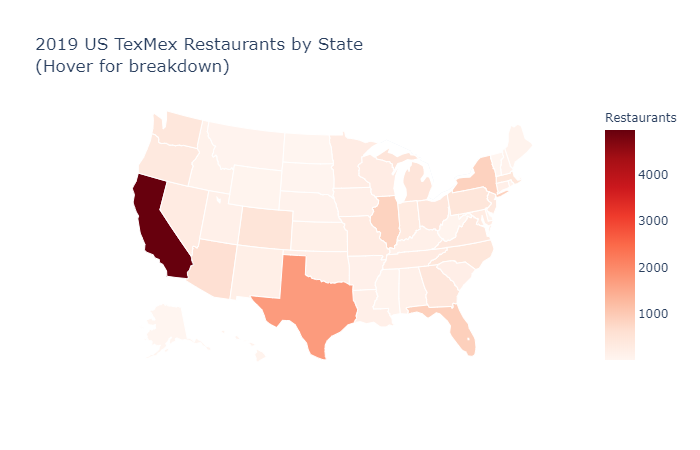 2019 US TexMex Restaurants by State
(Hover for breakdown)
Restaurants
4000
3000
2000
1000